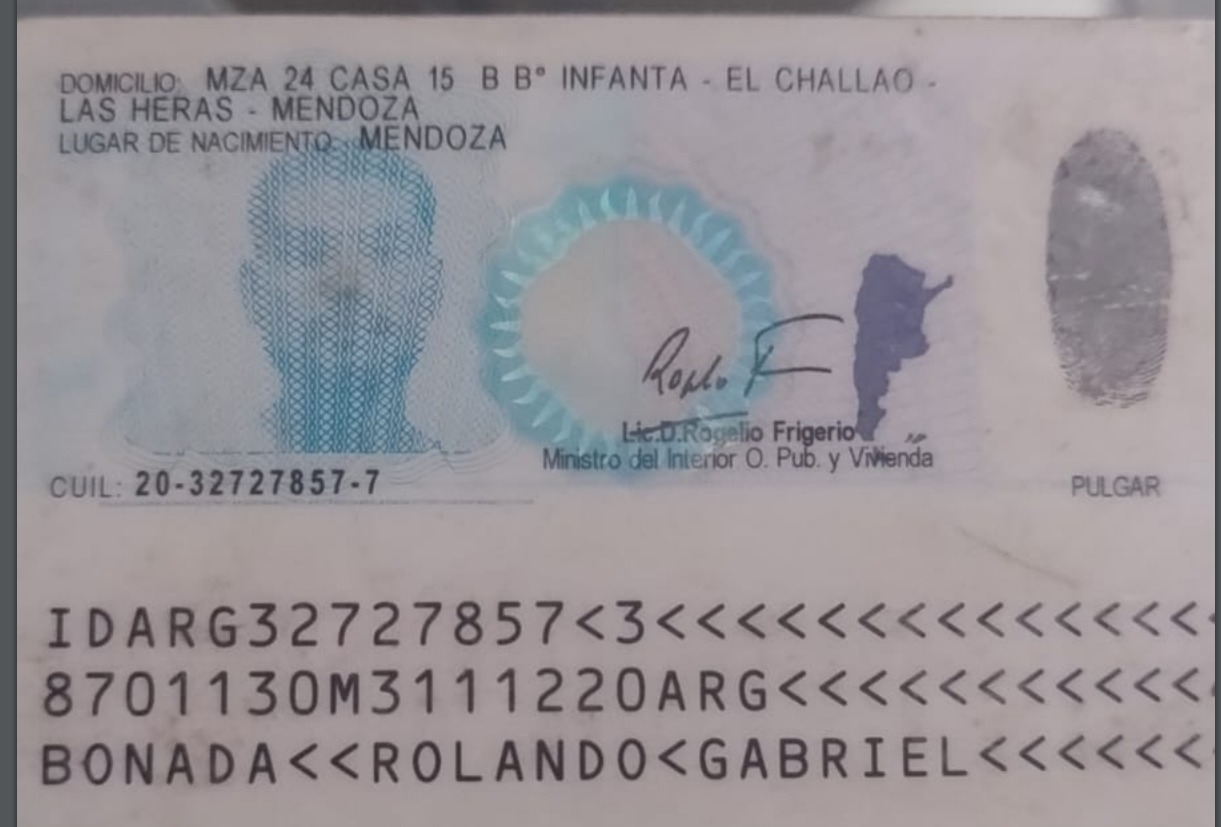 DOMICILIO: MZA 24 CASA 15 B Bº INFANTA - EL CHALLAO -
LAS HERAS - MENDOZA
LUGAR DE NACIMIENTO: MENDOZA
Lic.D.Rogelio Frigerio
Ministro del Interior O. Pub. y Vivienda
CUIL: 20-32727857-7
PULGAR
IDARG32727857<3<<<<<<<<<<<<<<<
8701130M3111220ARG<<<<<<<<<<<
BONADA<<ROLANDO<GABRIEL<<<<<<